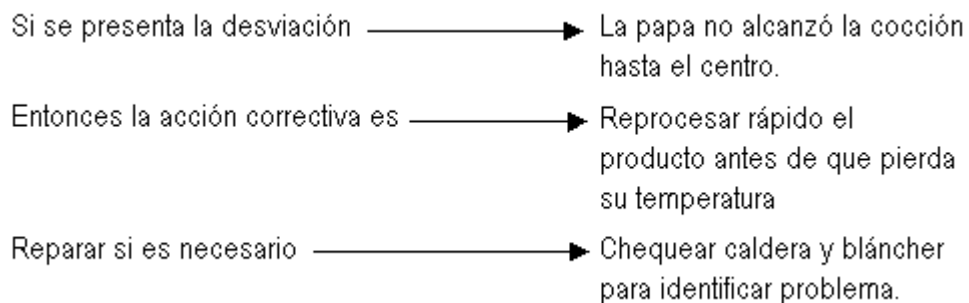 Si se presenta la desviación La papa no alcanzó la cocción
hasta el centro.
Entonces la acción correctiva es Reprocesar rápido el
producto antes de que pierda
su temperatura
Reparar si es necesario Chequear caldera y bláncher
para identificar problema.